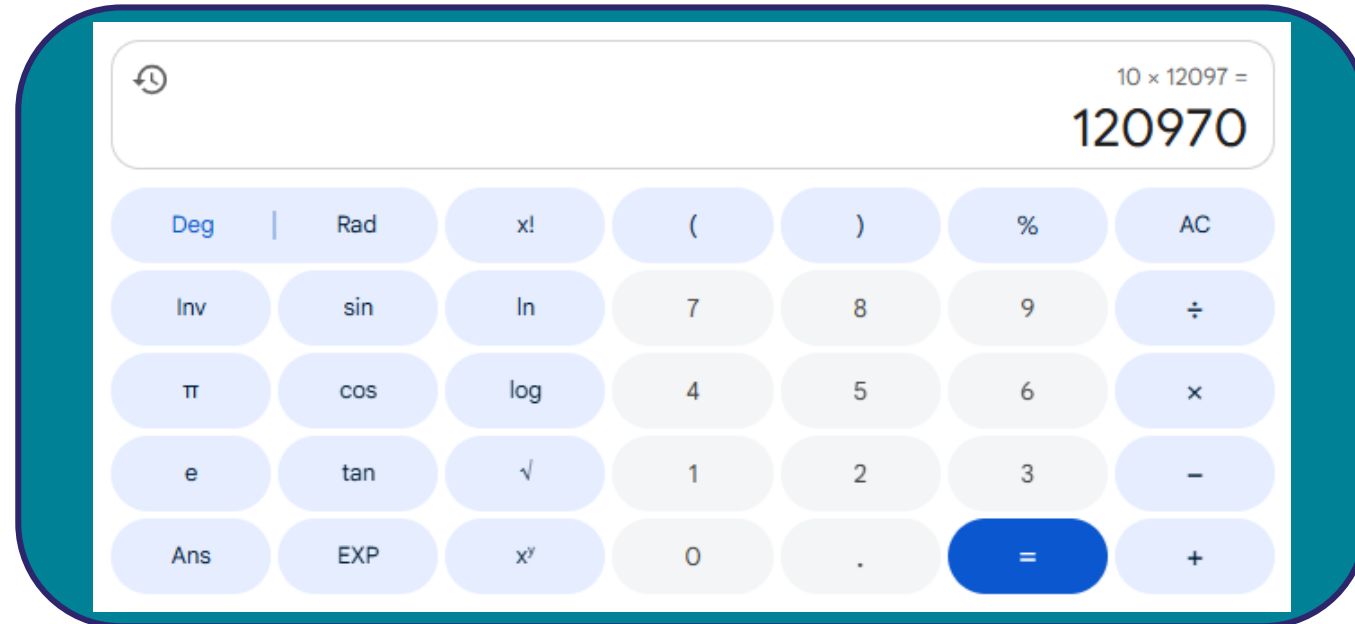 10 × 12097 =
120970
Deg | Rad x! ( ) % AC
Inv sin ln 7 8 9 ÷
π cos log 4 5 6 ×
e tan √ 1 2 3 −
Ans EXP xʸ 0 . = +